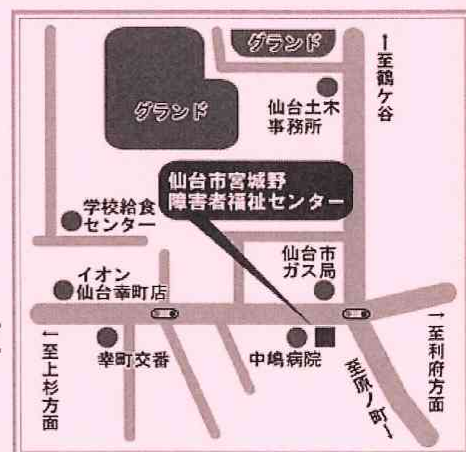 グランド
グランド
↑至鶴ケ谷
仙台土木
事務所
仙台市宮城野
障害者福祉センター
学校給食
センター
仙台市
ガス局
イオン
仙台幸町店
←至上杉方面
幸町交番
中嶋病院
至原ノ町→
→至利府方面